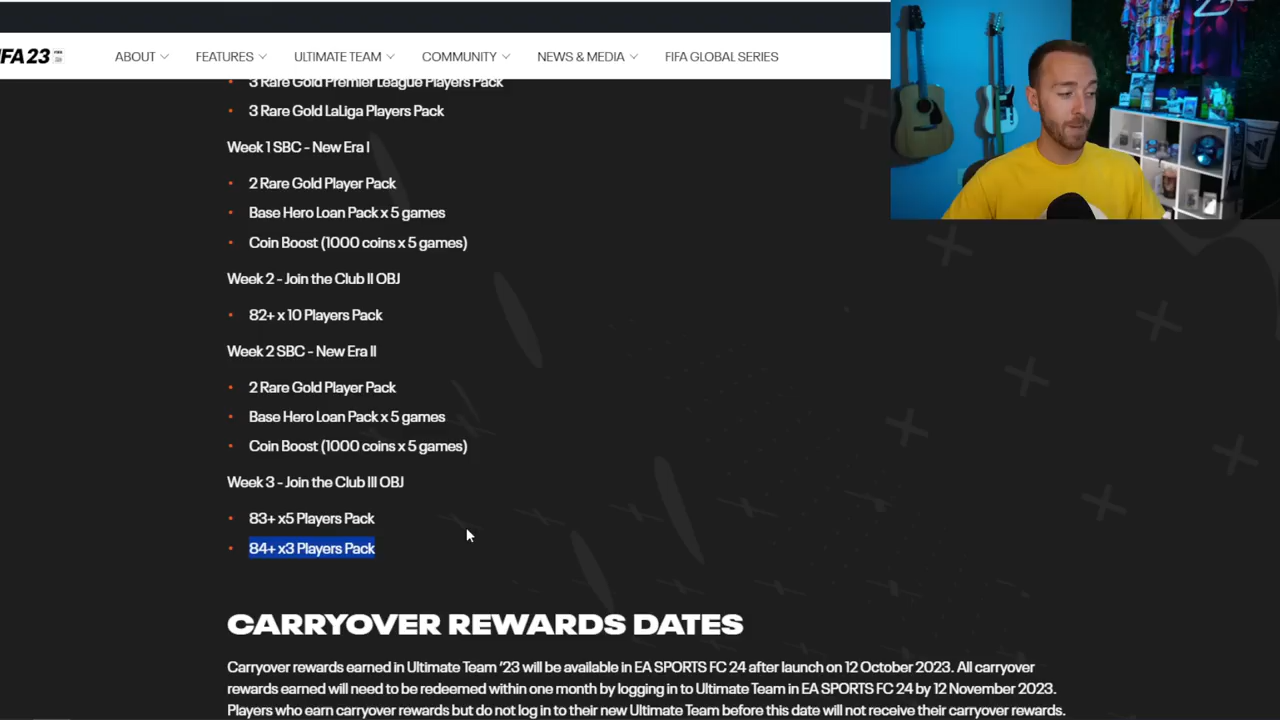 FA23
ABOUT FEATURES ULTIMATE TEAM COMMUNITY NEWS & MEDIA FIFA GLOBAL SERIES
3 Rare Gold Premier League Players Pack
3 Rare Gold LaLiga Players Pack
Week 1 SBC - New Era I
2 Rare Gold Player Pack
Base Hero Loan Pack x 5 games
Coin Boost (1000 coins x 5 games)
Week 2 - Join the Club II OBJ
82+ x 10 Players Pack
Week 2 SBC - New Era II
2 Rare Gold Player Pack
Base Hero Loan Pack x 5 games
Coin Boost (1000 coins x 5 games)
Week 3 - Join the Club III OBJ
83+ x5 Players Pack
84+ x3 Players Pack
CARRYOVER REWARDS DATES
Carryover rewards earned in Ultimate Team '23 will be available in EA SPORTS FC 24 after launch on 12 October 2023. All carryover
rewards earned will need to be redeemed within one month by logging in to Ultimate Team in EA SPORTS FC 24 by 12 November 2023.
Players who earn carryover rewards but do not log in to their new Ultimate Team before this date will not receive their carryover rewards.